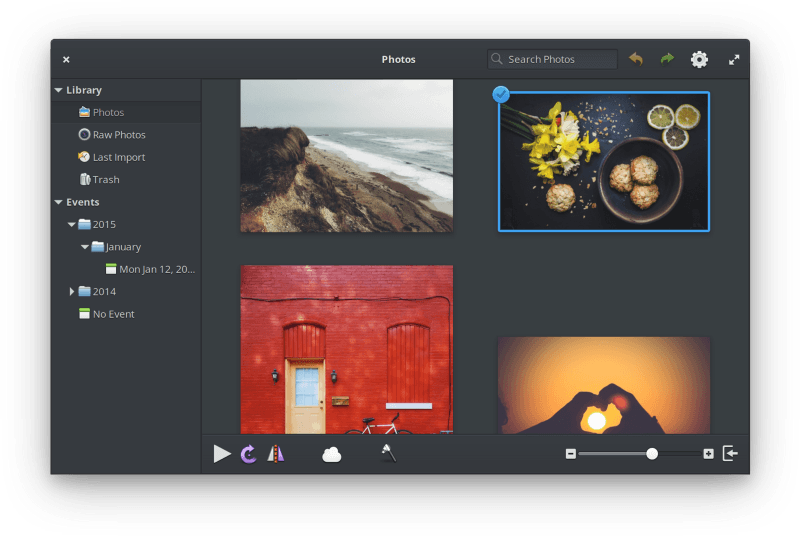 Photos
Search Photos
Library
Photos
Raw Photos
Last Import
Trash
Events
2015
January
Mon Jan 12, 20...
2014
No Event